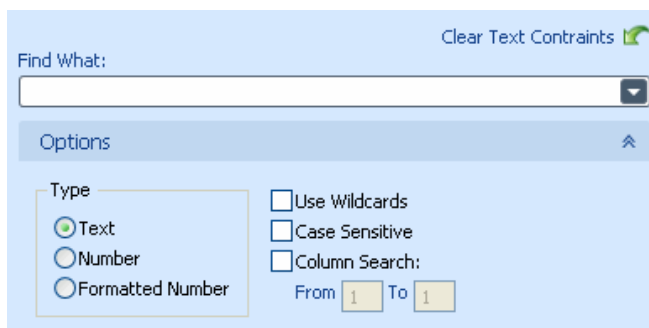 Clear Text Contraints
Find What:
Options
Type
Text
Number
Formatted Number
Use Wildcards
Case Sensitive
Column Search:
From 1 To 1